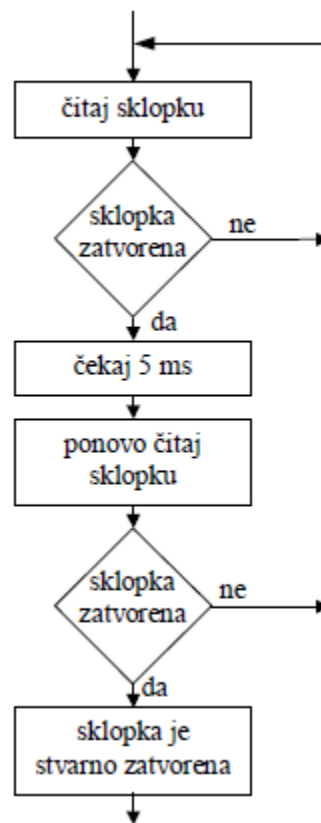 čitaj sklopku
sklopka
zatvorena
ne
da
čekaj 5 ms
ponovo čitaj
sklopku
sklopka
zatvorena
ne
da
sklopka je
stvarno zatvorena